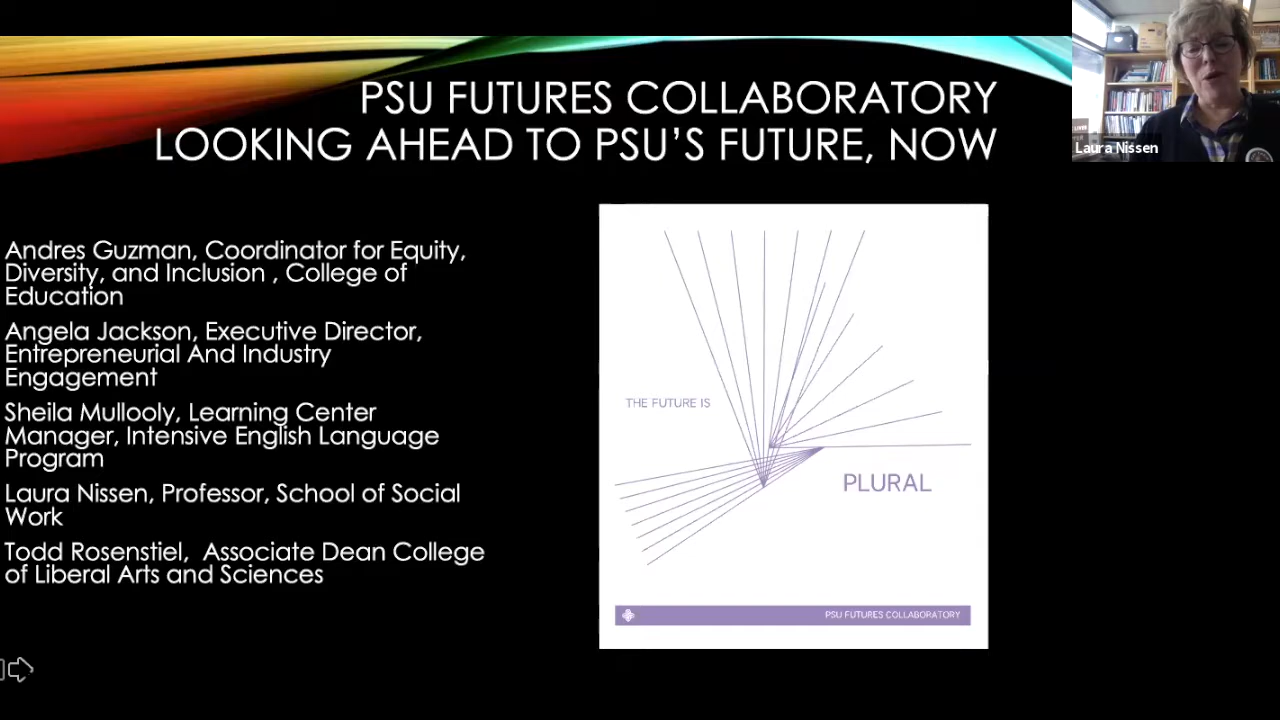 PSU FUTURES COLLABORATORY
LOOKING AHEAD TO PSU'S FUTURE, NOW
Laura Nissen
Andres Guzman, Coordinator for Equity,
Diversity, and Inclusion , College of
Education
Angela Jackson, Executive Director,
Entrepreneurial And Industry
Engagement
Sheila Mullooly, Learning Center
Manager, Intensive English Language
Program
Laura Nissen, Professor, School of Social
Work
Todd Rosenstiel,  Associate Dean College
of Liberal Arts and Sciences
THE FUTURE IS
PLURAL
PSU FUTURES COLLABORATORY